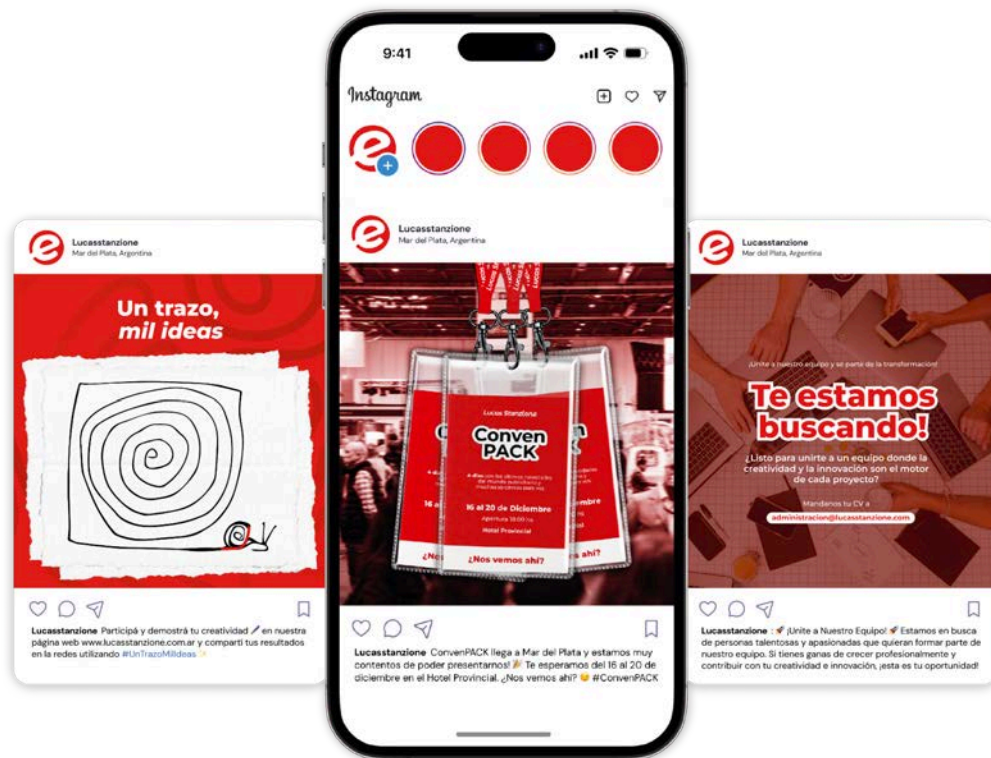 9:41
Instagram
Lucasstanzione
Mar del Plata, Argentina
Un trazo,
mil ideas
Lucasstanzione Participá y demostrá tu creatividad 🖊️ en nuestra
página web www.lucasstanzione.com.ar y compartí tus resultados
en la redes utilizando #UnTrazoMilIdeas ✨
Lucasstanzione
Mar del Plata, Argentina
Lucas Stanzione
Conven
PACK
4 días
16 al 20 de Diciembre
Apertura 18:00 hs
Hotel Provincial
¿Nos vemos ahí?
Lucasstanzione ConvenPACK llega a Mar del Plata y estamos muy
contentos de poder presentarnos! 🎉 Te esperamos del 16 al 20 de
diciembre en el Hotel Provincial. ¿Nos vemos ahí? 😉 #ConvenPACK
Lucasstanzione
Mar del Plata, Argentina
¡Unite a nuestro equipo y se parte de la transformación!
Te estamos
buscando!
¿Listo para unirte a un equipo donde la
creatividad y la innovación son el motor
de cada proyecto?
Mandanos tu CV a
administracion@lucasstanzione.com
Lucasstanzione : 🚀 ¡Unite a Nuestro Equipo! 🚀 Estamos en busca
de personas talentosas y apasionadas que quieran formar parte de
nuestro equipo. Si tienes ganas de crecer profesionalmente y
contribuir con tu creatividad e innovación, ¡esta es tu oportunidad!